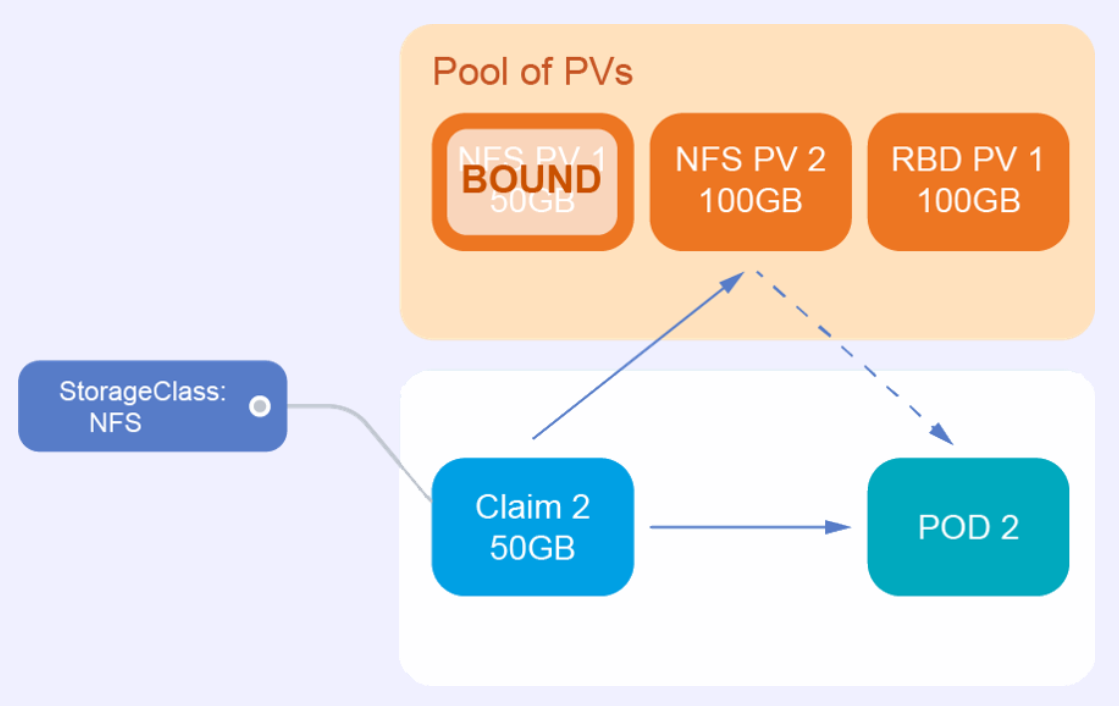 Pool of PVs
NFS PV 1
BOUND
50GB
NFS PV 2
100GB
RBD PV 1
100GB
StorageClass:
NFS
Claim 2
50GB
POD 2